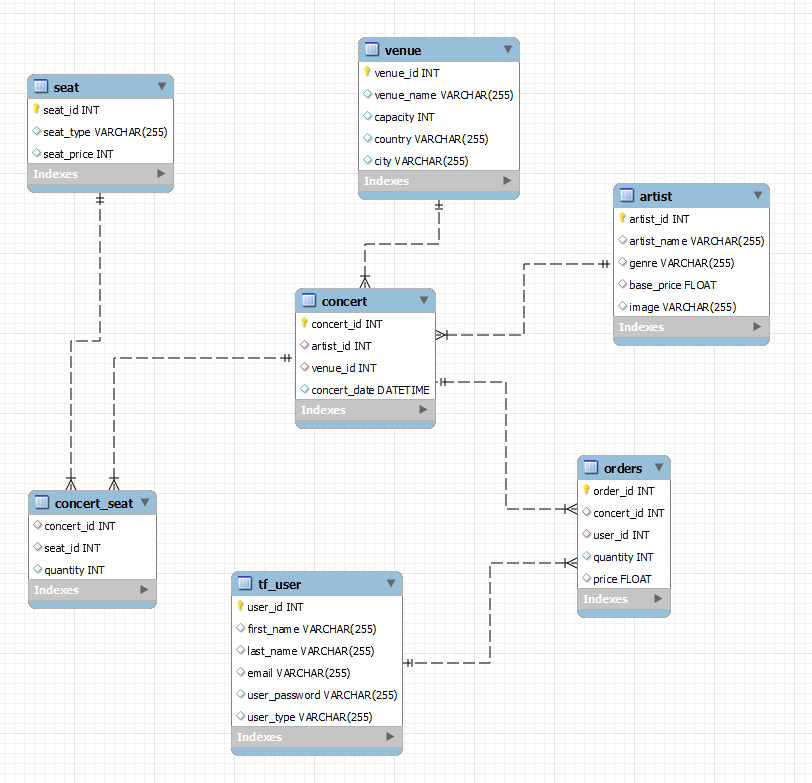 seat
seat_id INT
seat_type VARCHAR(255)
seat_price INT
Indexes
venue
venue_id INT
venue_name VARCHAR(255)
capacity INT
country VARCHAR(255)
city VARCHAR(255)
Indexes
artist
artist_id INT
artist_name VARCHAR(255)
genre VARCHAR(255)
base_price FLOAT
image VARCHAR(255)
Indexes
concert
concert_id INT
artist_id INT
venue_id INT
concert_date DATETIME
Indexes
concert_seat
concert_id INT
seat_id INT
quantity INT
Indexes
tf_user
user_id INT
first_name VARCHAR(255)
last_name VARCHAR(255)
email VARCHAR(255)
user_password VARCHAR(255)
user_type VARCHAR(255)
Indexes
orders
order_id INT
concert_id INT
user_id INT
quantity INT
price FLOAT
Indexes